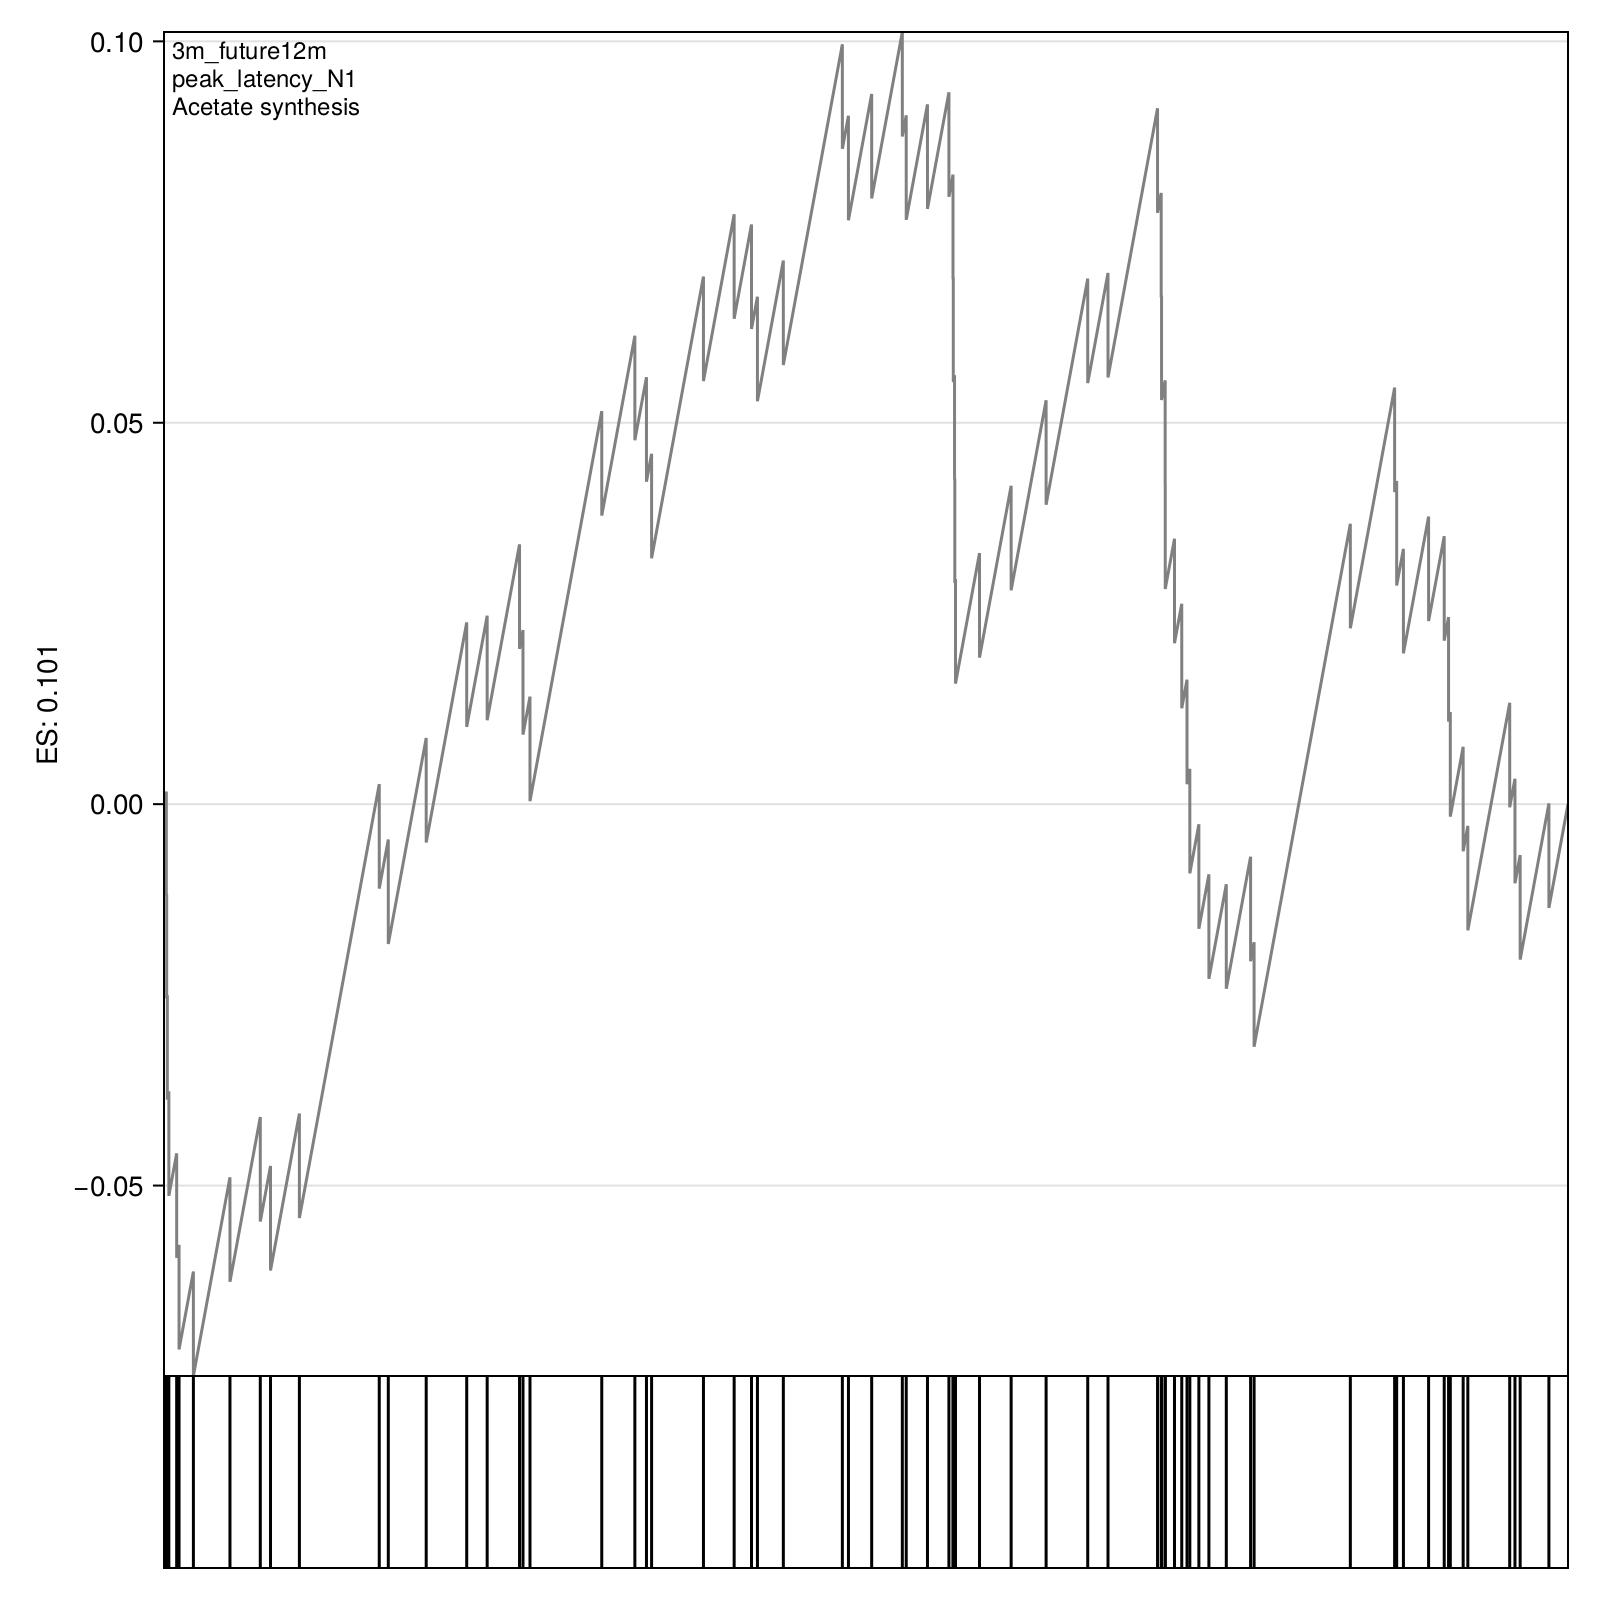 3m_future12m
peak_latency_N1
Acetate synthesis
0.10
0.05
0.00
−0.05
ES: 0.101